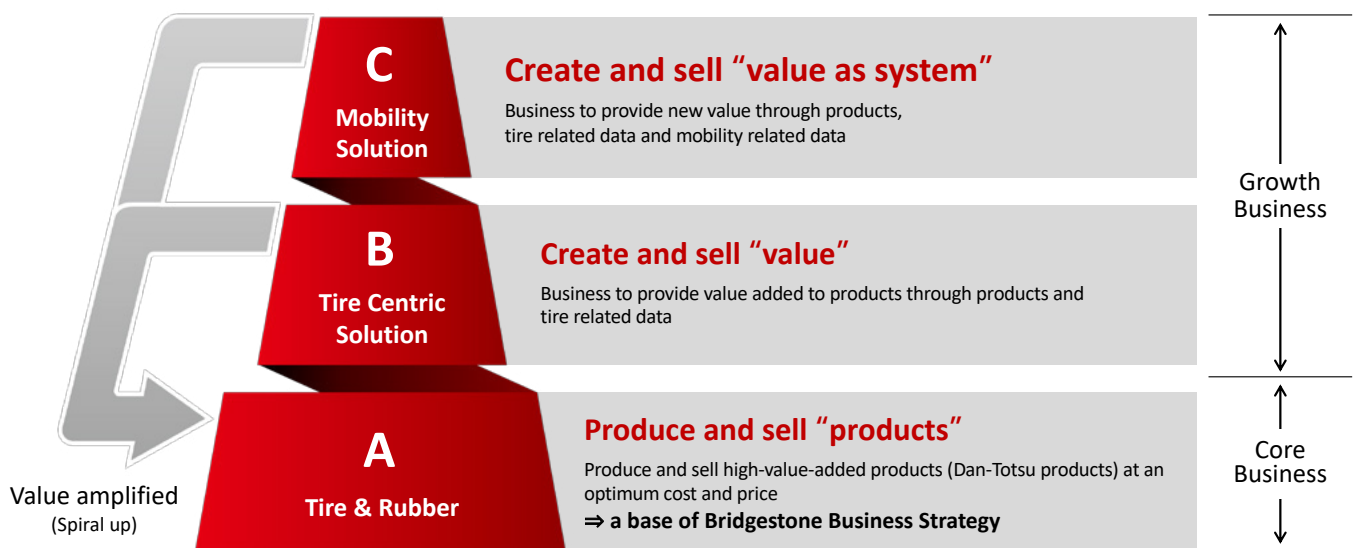 C
Mobility
Solution
Create and sell “value as system”
Business to provide new value through products,
tire related data and mobility related data
B
Tire Centric
Solution
Create and sell “value”
Business to provide value added to products through products and
tire related data
Growth
Business
A
Tire & Rubber
Produce and sell “products”
Produce and sell high-value-added products (Dan-Totsu products) at an
optimum cost and price
⇒ a base of Bridgestone Business Strategy
Core
Business
Value amplified
(Spiral up)